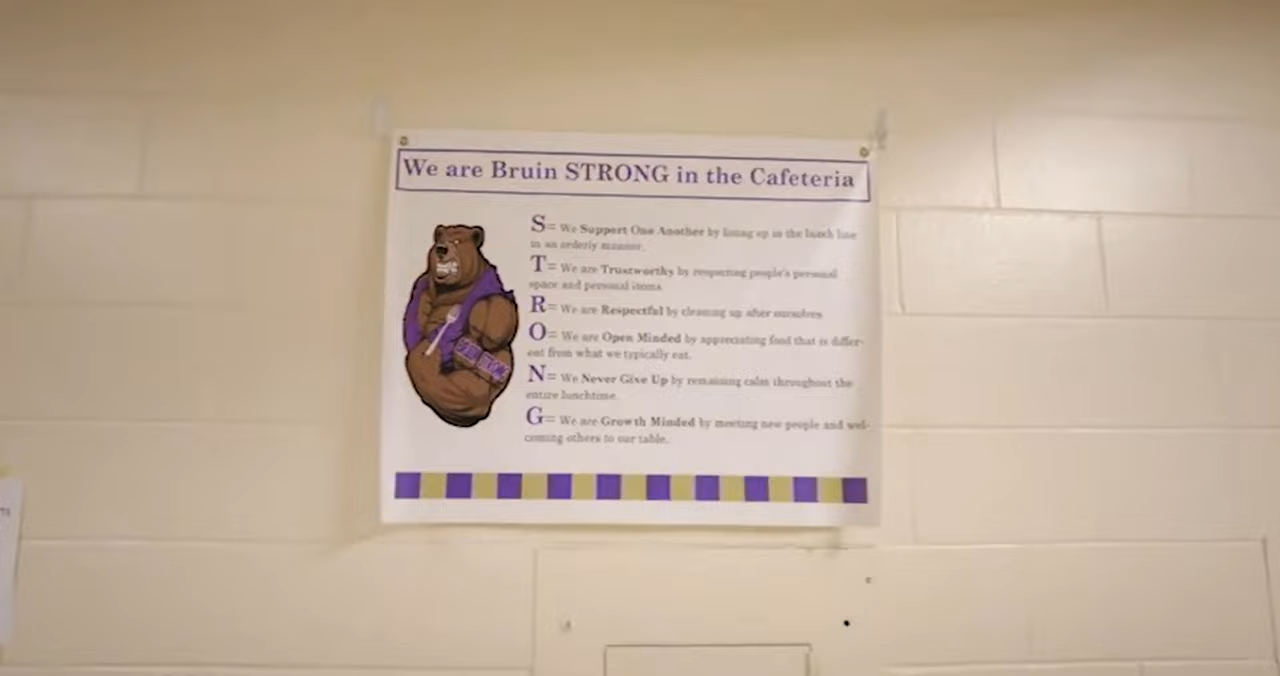 We are Bruin STRONG in the Cafeteria
S= We Support One Another by lining up in the lunch line
in an orderly manner.
T= We are Trustworthy by respecting people's personal
space and personal items
R= We are Respectful by cleaning up after ourselves
O= We are Open Minded by appreciating food that is differ-
ent from what we typically eat.
N= We Never Give Up by remaining calm throughout the
entire lunchtime.
G= We are Growth Minded by meeting new people and wel-
coming others to our table.
BRUIN STRONG